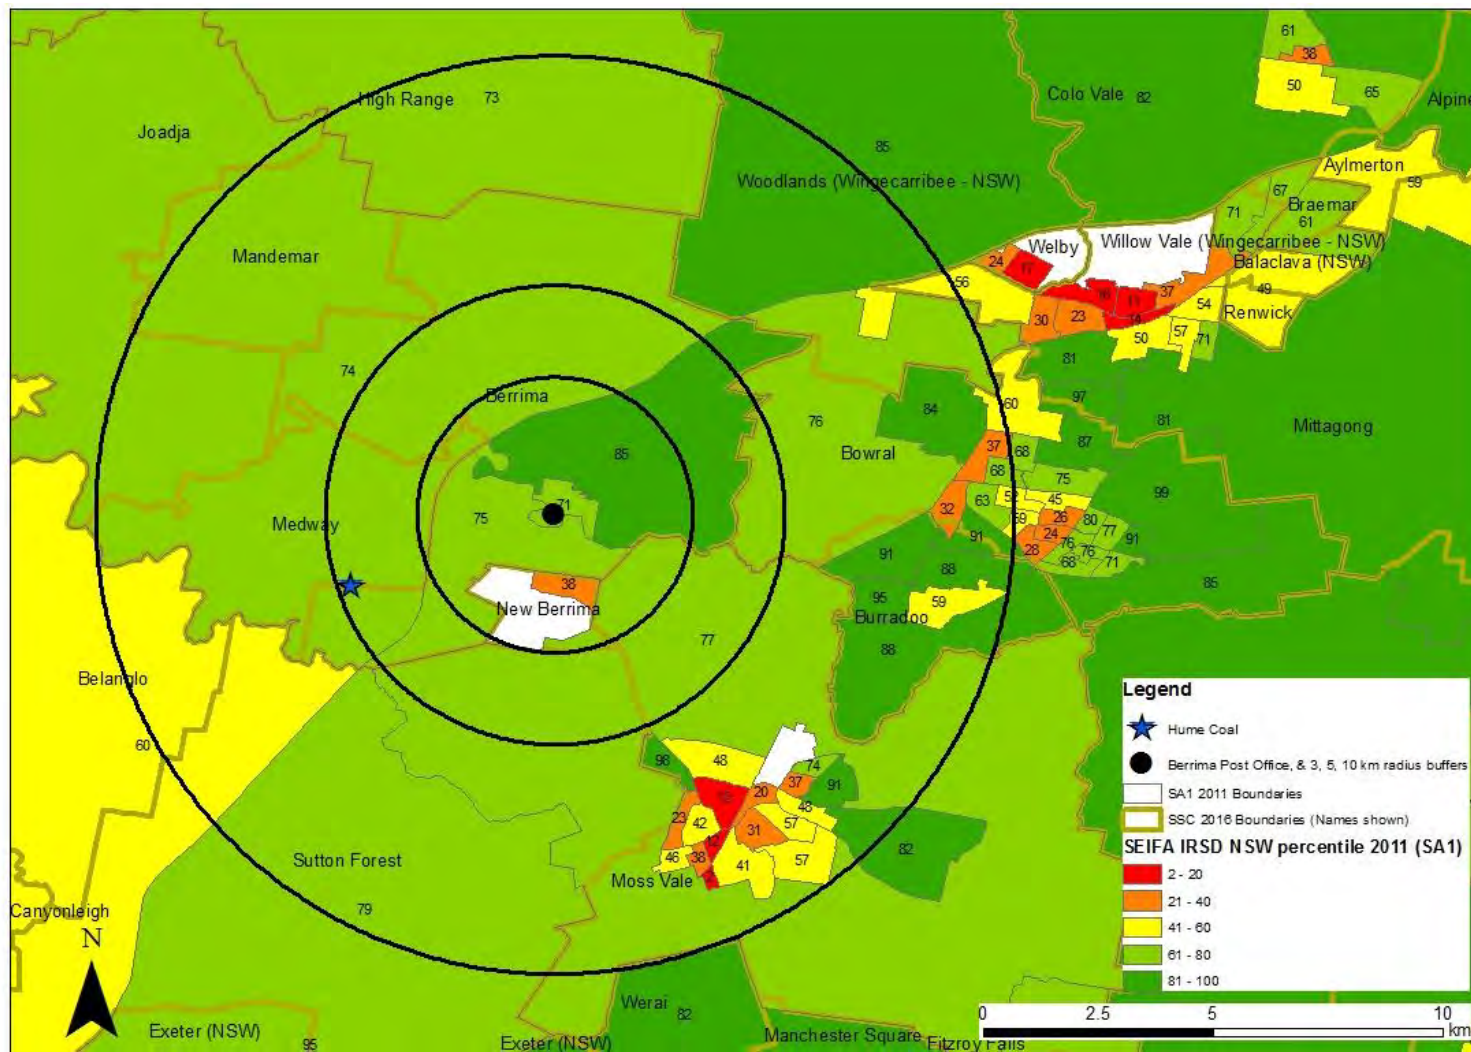 61
38
50
65
High Range
73
Colo Vale
82
Joadja
85
Aylmerton
59
Woodlands (Wingecarribee - NSW)
67
Braemar
71
61
Mandemar
Welby
Willow Vale (Wingecarribee - NSW)
24
17
Balaclava (NSW)
56
49
37
11
54
Renwick
30
23
50
57
71
81
74
Berrima
97
60
84
76
81
87
Mittagong
37
68
Bowral
85
68
75
99
71
63
52
45
75
32
59
26
80
77
Medway
24
91
91
91
76
76
28
68
71
88
85
38
New Berrima
95
59
Burradoo
77
88
Belanglo
60
98
48
74
37
91
20
48
23
42
31
57
82
46
38
41
57
Sutton Forest
Moss Vale
79
Canyonleigh
N
Werai
82
Exeter (NSW)
95
Exeter (NSW)
Manchester Square
Fitzroy Falls
Legend
Hume Coal
Berrima Post Office, & 3, 5, 10 km radius buffers
SA1 2011 Boundaries
SSC 2016 Boundaries (Names shown)
SEIFA IRSD NSW percentile 2011 (SA1)
2 - 20
21 - 40
41 - 60
61 - 80
81 - 100
0 2.5 5 10
km